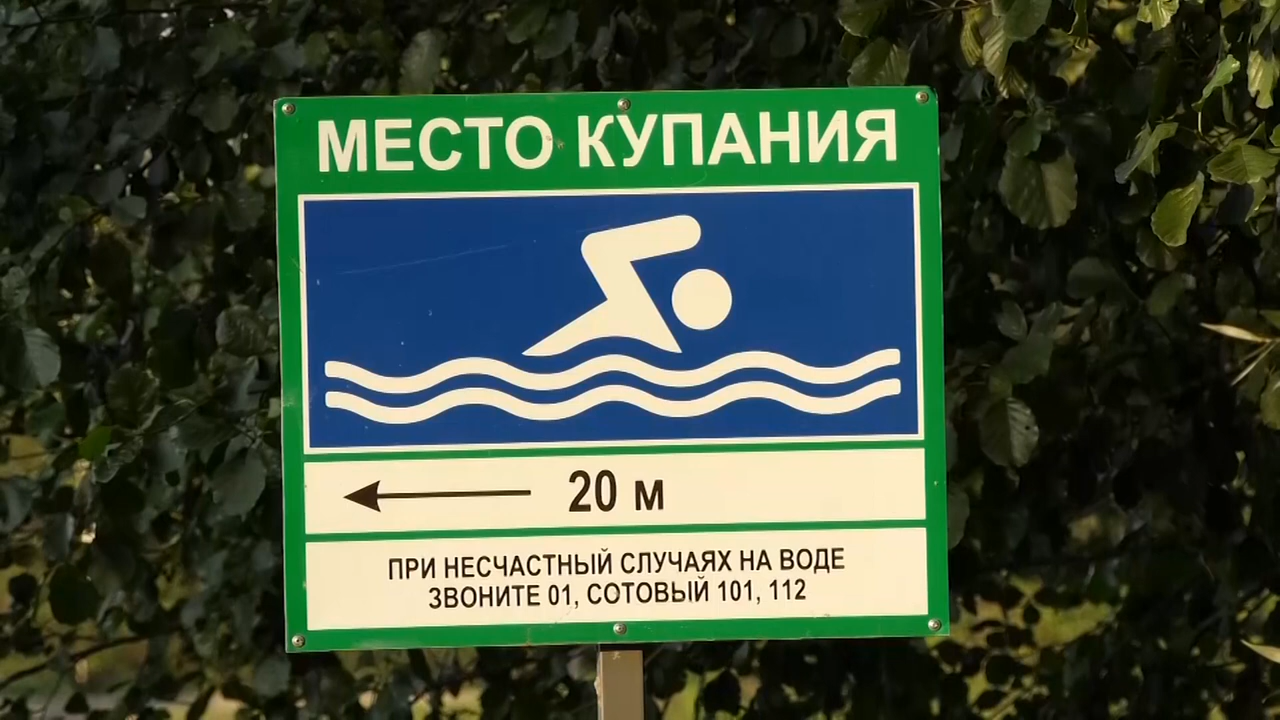 МЕСТО КУПАНИЯ
20 м
ПРИ НЕСЧАСТНЫЙ СЛУЧАЯХ НА ВОДЕ
ЗВОНИТЕ 01, СОТОВЫЙ 101, 112